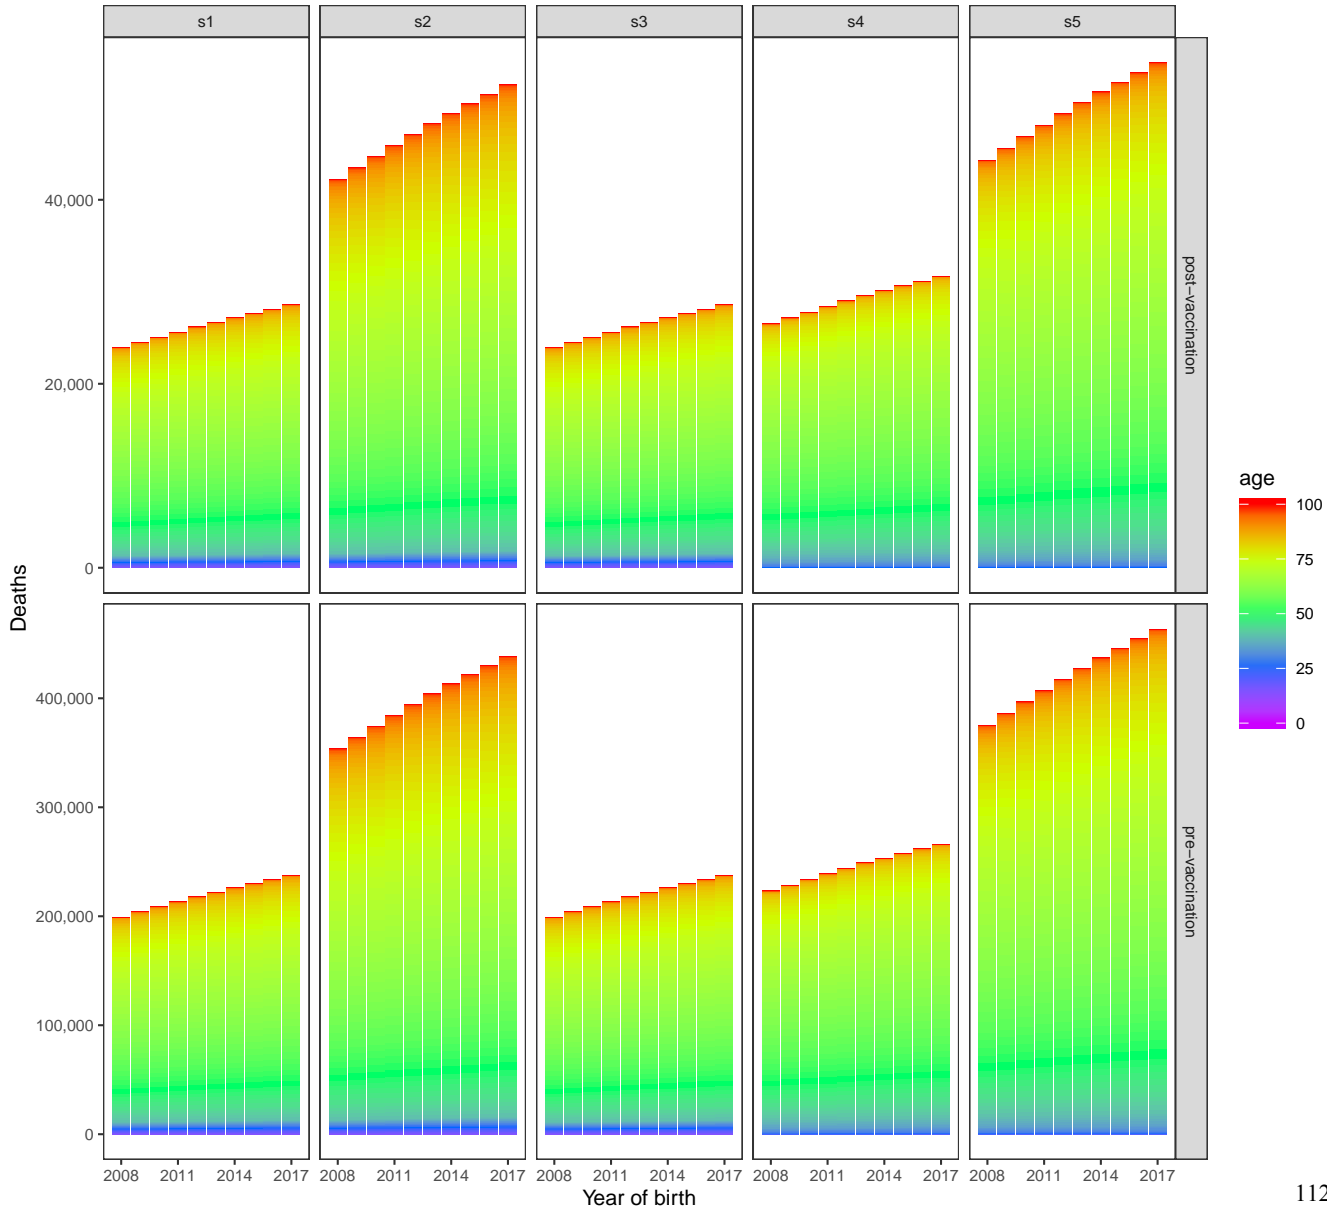 s1 s2 s3 s4 s5
40,000
20,000
0
post−vaccination
400,000
300,000
200,000
100,000
0
pre−vaccination
Deaths
2008 2011 2014 2017 2008 2011 2014 2017 2008 2011 2014 2017 2008 2011 2014 2017 2008 2011 2014 2017
Year of birth
age
100
75
50
25
0
112